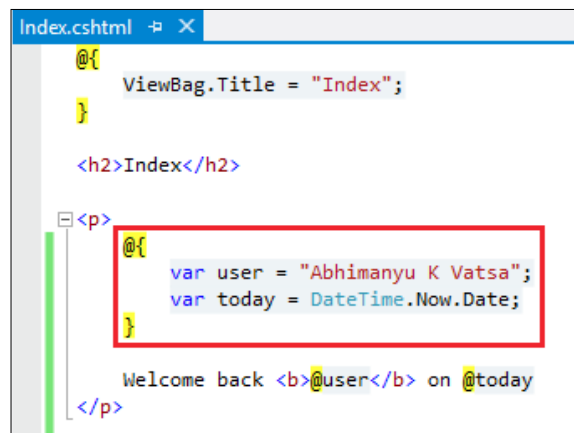 Index.cshtml
@{
ViewBag.Title = "Index";
}
<h2>Index</h2>
<p>
@{
var user = "Abhimanyu K Vatsa";
var today = DateTime.Now.Date;
}
Welcome back <b>@user</b> on @today
</p>